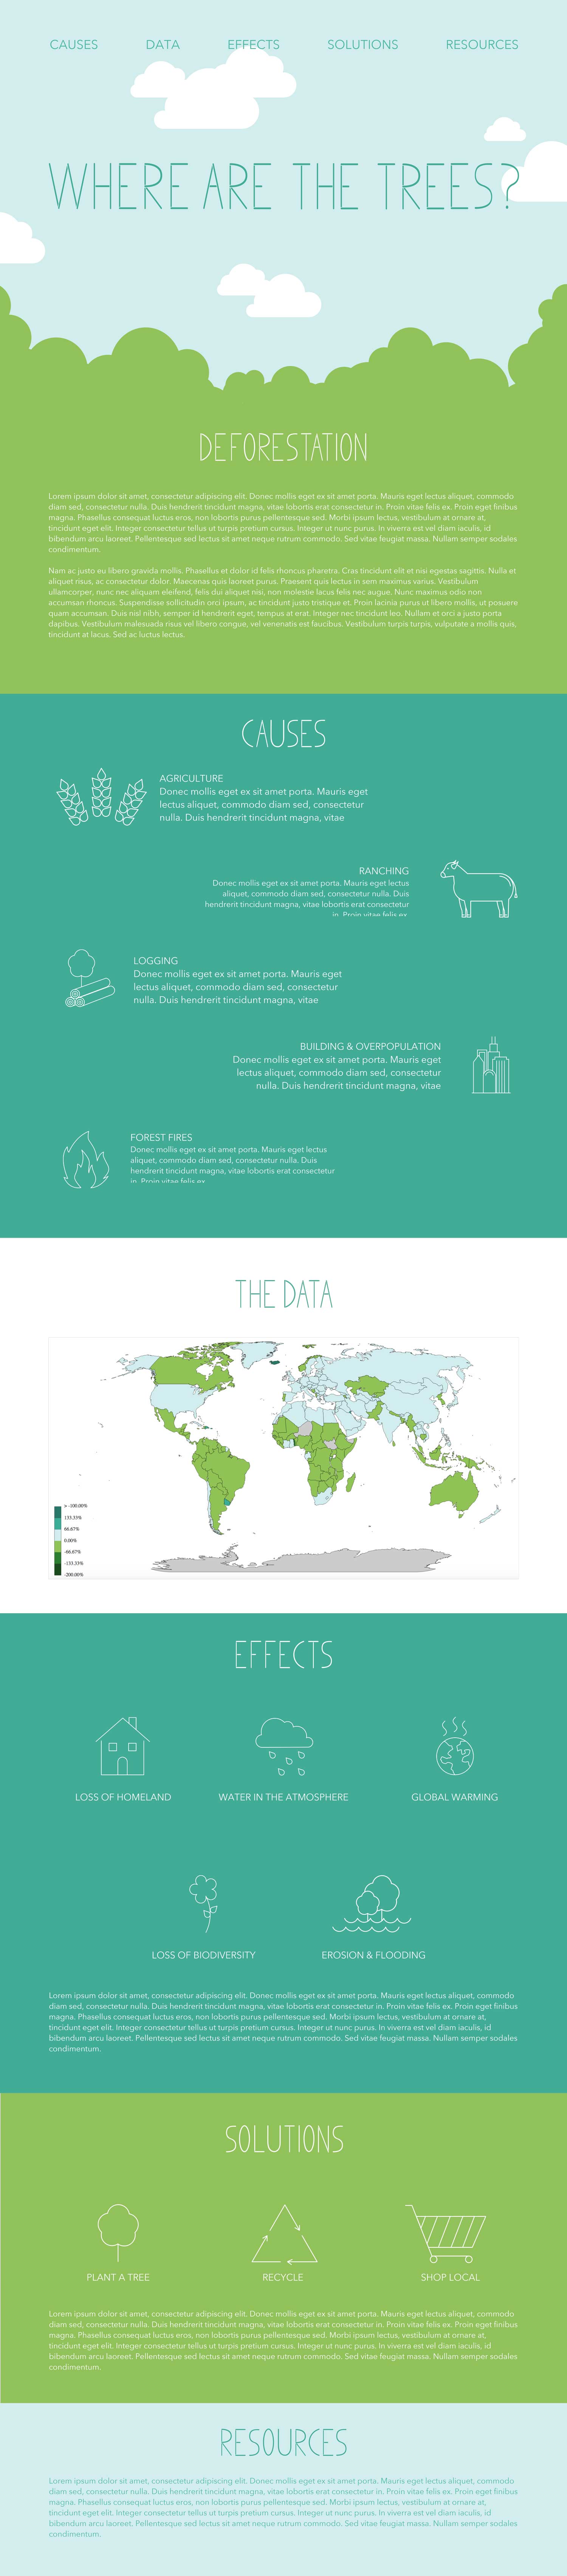 CAUSES DATA EFFECTS SOLUTIONS RESOURCES
WHERE ARE THE TREES?
DEFORESTATION
Lorem ipsum dolor sit amet, consectetur adipiscing elit. Donec mollis eget ex sit amet porta. Mauris eget lectus aliquet, commodo
diam sed, consectetur nulla. Duis hendrerit tincidunt magna, vitae lobortis erat consectetur in. Proin vitae felis ex. Proin eget finibus
magna. Phasellus consequat luctus eros, non lobortis purus pellentesque sed. Morbi ipsum lectus, vestibulum at ornare at,
tincidunt eget elit. Integer consectetur tellus ut turpis pretium cursus. Integer ut nunc purus. In viverra est vel diam iaculis, id
bibendum arcu laoreet. Pellentesque sed lectus sit amet neque rutrum commodo. Sed vitae feugiat massa. Nullam semper sodales
condimentum.
Nam ac justo eu libero gravida mollis. Phasellus et dolor id felis rhoncus pharetra. Cras tincidunt elit et nisi egestas sagittis. Nulla et
aliquet risus, ac consectetur dolor. Maecenas quis laoreet purus. Praesent quis lectus in sem maximus varius. Vestibulum
ullamcorper, nunc nec aliquam eleifend, felis dui aliquet nisi, non molestie lacus felis nec augue. Nunc maximus odio non
accumsan rhoncus. Suspendisse sollicitudin orci ipsum, ac tincidunt justo tristique et. Proin lacinia purus ut libero mollis, ut posuere
quam accumsan. Duis nisl nibh, semper id hendrerit eget, tempus at erat. Integer nec tincidunt leo. Nullam et orci a justo porta
dapibus. Vestibulum malesuada risus vel libero congue, vel venenatis est faucibus. Vestibulum turpis turpis, vulputate a mollis quis,
tincidunt at lacus. Sed ac luctus lectus.
CAUSES
AGRICULTURE
Donec mollis eget ex sit amet porta. Mauris eget
lectus aliquet, commodo diam sed, consectetur
nulla. Duis hendrerit tincidunt magna, vitae
RANCHING
Donec mollis eget ex sit amet porta. Mauris eget lectus
aliquet, commodo diam sed, consectetur nulla. Duis
hendrerit tincidunt magna, vitae lobortis erat consectetur
in. Proin vitae felis ex.
LOGGING
Donec mollis eget ex sit amet porta. Mauris eget
lectus aliquet, commodo diam sed, consectetur
nulla. Duis hendrerit tincidunt magna, vitae
BUILDING & OVERPOPULATION
Donec mollis eget ex sit amet porta. Mauris eget
lectus aliquet, commodo diam sed, consectetur
nulla. Duis hendrerit tincidunt magna, vitae
FOREST FIRES
Donec mollis eget ex sit amet porta. Mauris eget lectus
aliquet, commodo diam sed, consectetur nulla. Duis
hendrerit tincidunt magna, vitae lobortis erat consectetur
in. Proin vitae felis ex
THE DATA
> -100.00%
133.33%
66.67%
0.00%
-66.67%
-133.33%
-200.00%
EFFECTS
LOSS OF HOMELAND WATER IN THE ATMOSPHERE GLOBAL WARMING
LOSS OF BIODIVERSITY EROSION & FLOODING
Lorem ipsum dolor sit amet, consectetur adipiscing elit. Donec mollis eget ex sit amet porta. Mauris eget lectus aliquet, commodo
diam sed, consectetur nulla. Duis hendrerit tincidunt magna, vitae lobortis erat consectetur in. Proin vitae felis ex. Proin eget finibus
magna. Phasellus consequat luctus eros, non lobortis purus pellentesque sed. Morbi ipsum lectus, vestibulum at ornare at,
tincidunt eget elit. Integer consectetur tellus ut turpis pretium cursus. Integer ut nunc purus. In viverra est vel diam iaculis, id
bibendum arcu laoreet. Pellentesque sed lectus sit amet neque rutrum commodo. Sed vitae feugiat massa. Nullam semper sodales
condimentum.
SOLUTIONS
PLANT A TREE RECYCLE SHOP LOCAL
Lorem ipsum dolor sit amet, consectetur adipiscing elit. Donec mollis eget ex sit amet porta. Mauris eget lectus aliquet, commodo
diam sed, consectetur nulla. Duis hendrerit tincidunt magna, vitae lobortis erat consectetur in. Proin vitae felis ex. Proin eget finibus
magna. Phasellus consequat luctus eros, non lobortis purus pellentesque sed. Morbi ipsum lectus, vestibulum at ornare at,
tincidunt eget elit. Integer consectetur tellus ut turpis pretium cursus. Integer ut nunc purus. In viverra est vel diam iaculis, id
bibendum arcu laoreet. Pellentesque sed lectus sit amet neque rutrum commodo. Sed vitae feugiat massa. Nullam semper sodales
condimentum.
RESOURCES
Lorem ipsum dolor sit amet, consectetur adipiscing elit. Donec mollis eget ex sit amet porta. Mauris eget lectus aliquet, commodo
diam sed, consectetur nulla. Duis hendrerit tincidunt magna, vitae lobortis erat consectetur in. Proin vitae felis ex. Proin eget finibus
magna. Phasellus consequat luctus eros, non lobortis purus pellentesque sed. Morbi ipsum lectus, vestibulum at ornare at,
tincidunt eget elit. Integer consectetur tellus ut turpis pretium cursus. Integer ut nunc purus. In viverra est vel diam iaculis, id
bibendum arcu laoreet. Pellentesque sed lectus sit amet neque rutrum commodo. Sed vitae feugiat massa. Nullam semper sodales
condimentum.